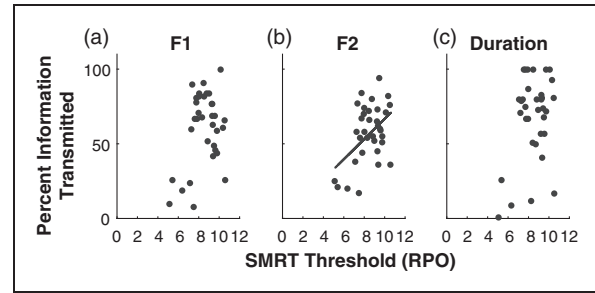 (a) F1 (b) F2 (c) Duration
Percent Information
Transmitted
100
50
0
0 2 4 6 8 10 12 0 2 4 6 8 10 12 0 2 4 6 8 10 12
SMRT Threshold (RPO)